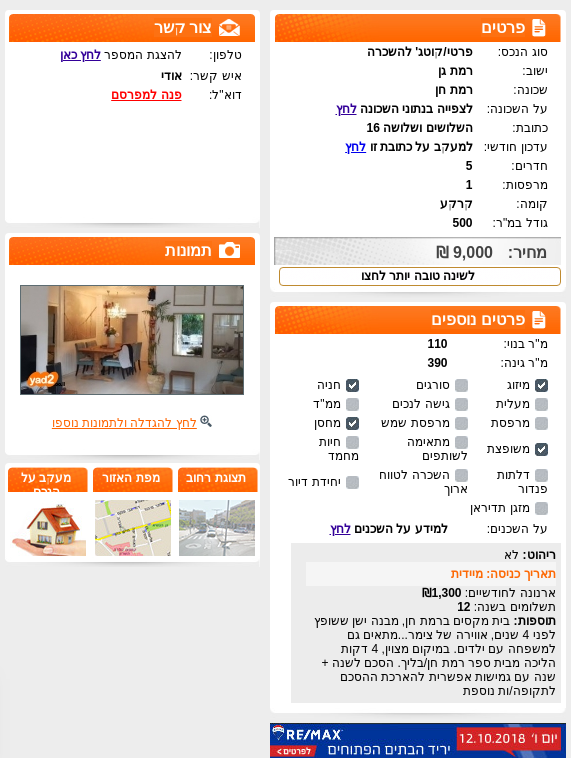 פרטים
סוג הנכס: פרטי/קוטג' להשכרה
ישוב: רמת גן
שכונה: רמת חן
על השכונה: לצפייה בנתוני השכונה לחץ
כתובת: השלושים ושלושה 16
עדכון חודשי: למעקב על כתובת זו לחץ
חדרים: 5
מרפסות: 1
קומה: קרקע
גודל במ"ר: 500
מחיר: 9,000 ₪
לשינה טובה יותר לחצו
פרטים נוספים
מ"ר בנוי: 110
מ"ר גינה: 390
מיזוג סורגים חניה
מעלית גישה לנכים ממ"ד
מרפסת מרפסת שמש מחסן
משופצת מתאימה לשותפים חיות מחמד
דלתות פנדור השכרה לטווח ארוך יחידת דיור
מזגן תדיראן
על השכנים: למידע על השכנים לחץ
ריהוט: לא
תאריך כניסה: מיידית
ארנונה לחודשיים: 1,300₪
תשלומים בשנה: 12
תוספות: בית מקסים ברמת חן, מבנה ישן ששופץ
לפני 4 שנים, אווירה של צימר...מתאים גם
למשפחה עם ילדים. במיקום מצוין, 4 דקות
הליכה מבית ספר רמת חן/בליך. הסכם לשנה +
שנה עם גמישות אפשרית להארכת ההסכם
לתקופה/ות נוספת
יום ו' 12.10.2018
RE/MAX
יריד הבתים הפתוחים
לפרטים >
צור קשר
טלפון: להצגת המספר לחץ כאן
איש קשר: אודי
דוא"ל: פנה למפרסם
תמונות
yad2
לחץ להגדלה ולתמונות נוספו
תצוגת רחוב
מפת האזור
מעקב על
הנכס